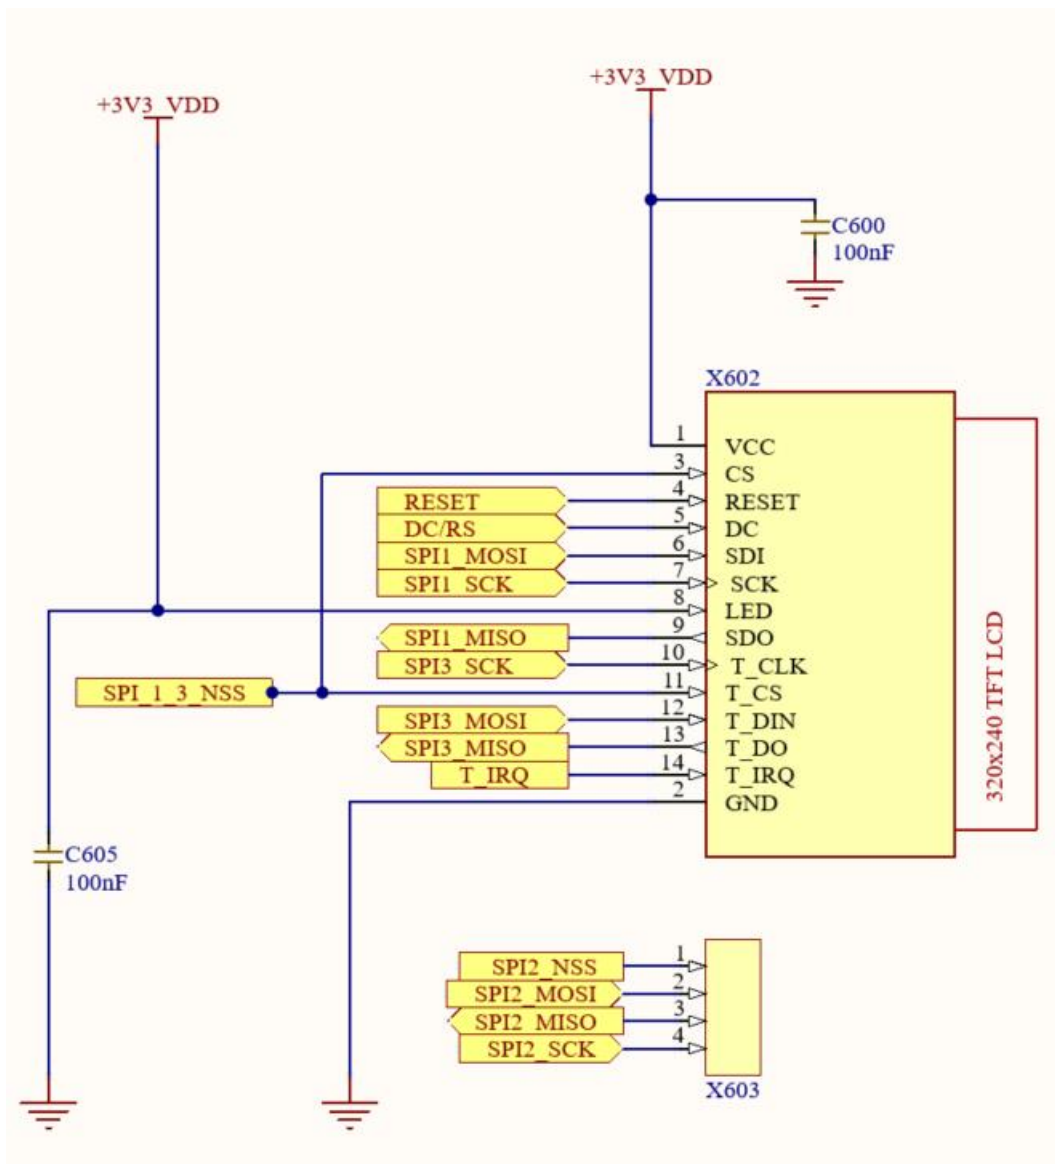 +3V3_VDD
+3V3_VDD
C600
100nF
X602
1 VCC
3 CS
RESET 4 RESET
DC/RS 5 DC
SPI1_MOSI 6 SDI
SPI1_SCK 7 SCK
8 LED
SPI1_MISO 9 SDO
SPI3_SCK 10 T_CLK
SPI_1_3_NSS 11 T_CS
SPI3_MOSI 12 T_DIN
SPI3_MISO 13 T_DO
T_IRQ 14 T_IRQ
2 GND
320x240 TFT LCD
C605
100nF
SPI2_NSS 1
SPI2_MOSI 2
SPI2_MISO 3
SPI2_SCK 4
X603